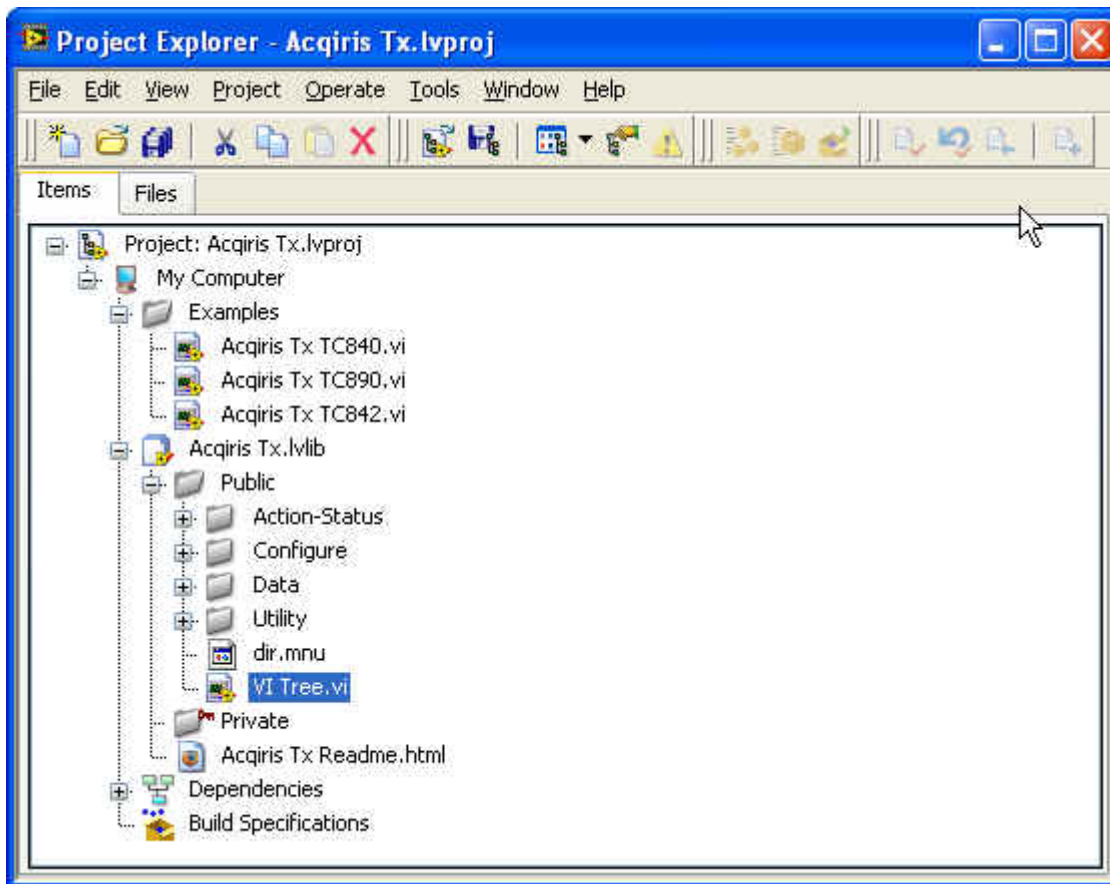 Project Explorer - Acqiris Tx.lvproj
File Edit View Project Operate Tools Window Help
Items Files
Project: Acqiris Tx.lvproj
My Computer
Examples
Acqiris Tx TC840.vi
Acqiris Tx TC890.vi
Acqiris Tx TC842.vi
Acqiris Tx.lvlib
Public
Action-Status
Configure
Data
Utility
dir.mnu
VI Tree.vi
Private
Acqiris Tx Readme.html
Dependencies
Build Specifications